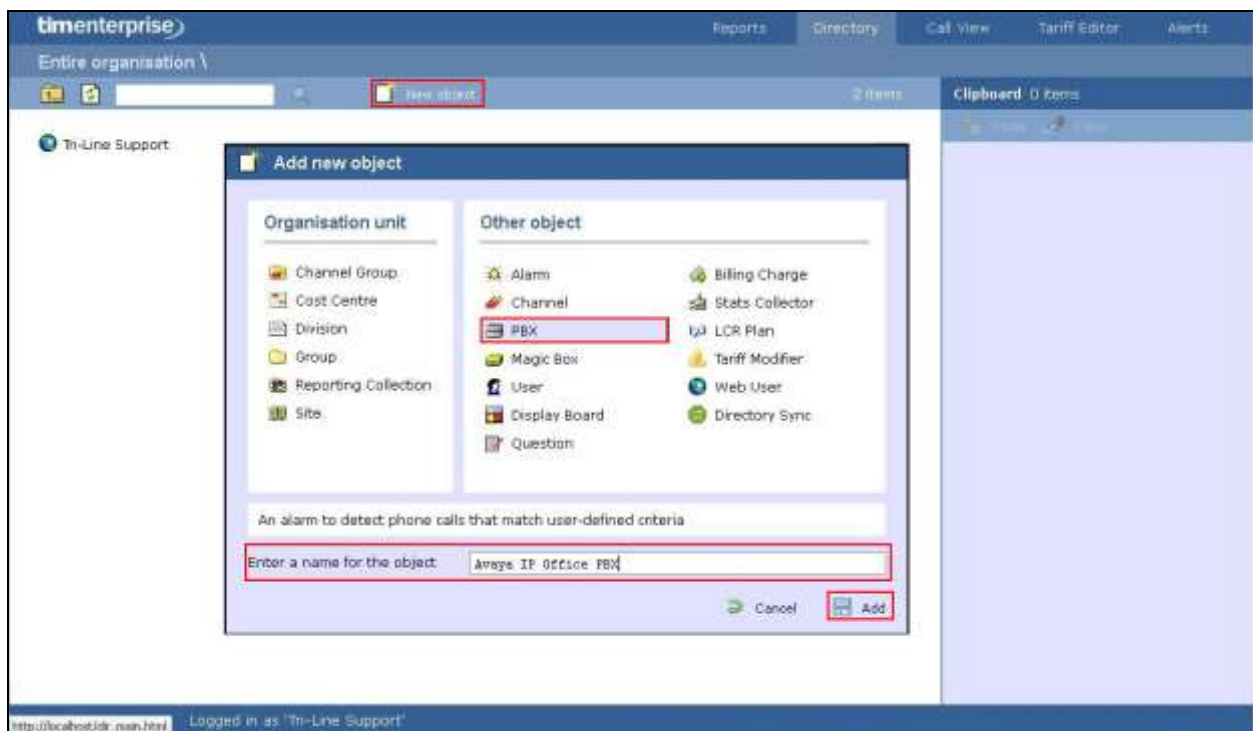 timenterprise
Reports Directory Call View Tariff Editor Alerts
Entire organisation \
New object
2 items
Clipboard 0 items
Tri-Line Support
Add new object
Organisation unit
Channel Group
Cost Centre
Division
Group
Reporting Collection
Site
Other object
Alarm
Channel
PBX
Magic Box
User
Display Board
Question
Billing Charge
Stats Collector
LCR Plan
Tariff Modifier
Web User
Directory Sync
An alarm to detect phone calls that match user-defined criteria
Enter a name for the object Avaya IP Office PBX
Cancel Add
http://localhost/dir_main.html Logged in as 'Tri-Line Support'